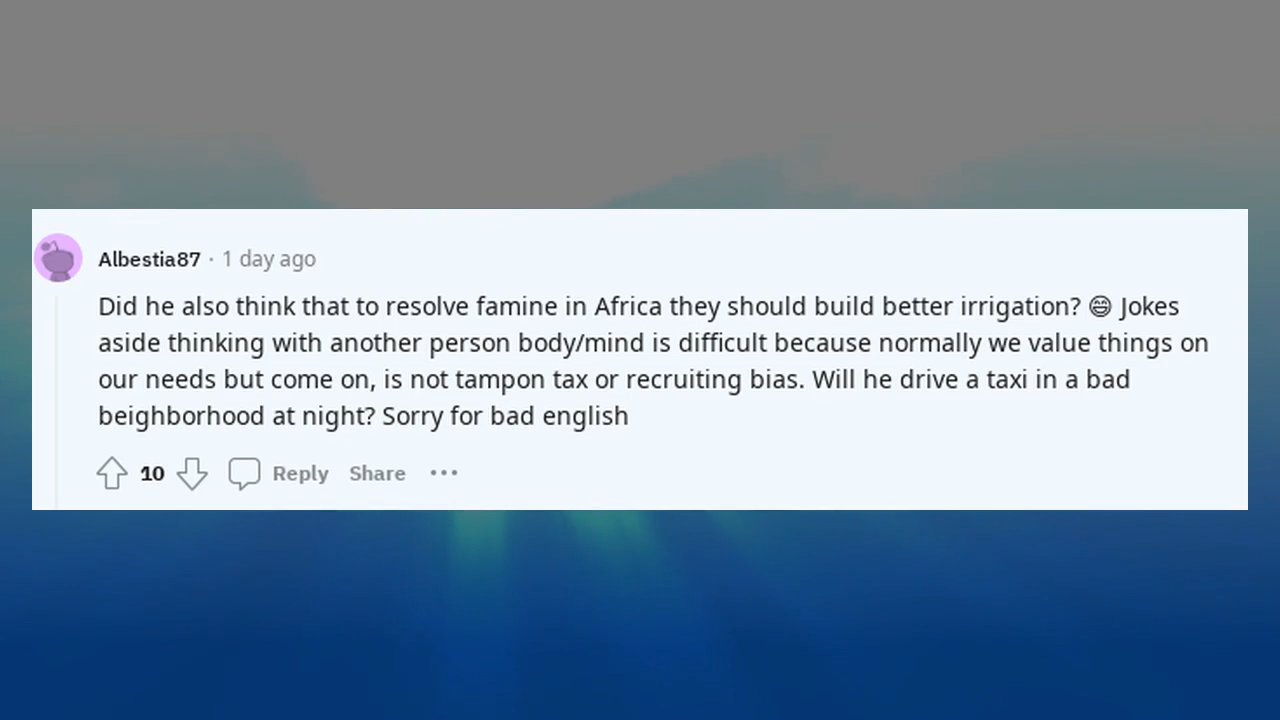 Albestia87 · 1 day ago
Did he also think that to resolve famine in Africa they should build better irrigation? 😄 Jokes
aside thinking with another person body/mind is difficult because normally we value things on
our needs but come on, is not tampon tax or recruiting bias. Will he drive a taxi in a bad
beighborhood at night? Sorry for bad english
10 Reply Share •••